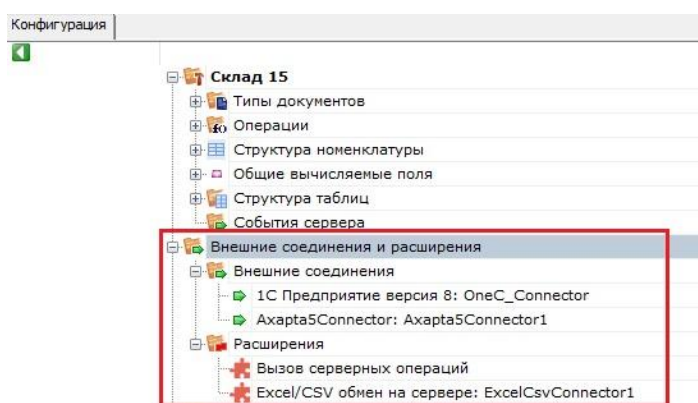 Конфигурация
Склад 15
Типы документов
Операции
Структура номенклатуры
Общие вычисляемые поля
Структура таблиц
События сервера
Внешние соединения и расширения
Внешние соединения
1С Предприятие версия 8: OneC_Connector
Axapta5Connector: Axapta5Connector1
Расширения
Вызов серверных операций
Excel/CSV обмен на сервере: ExcelCsvConnector1